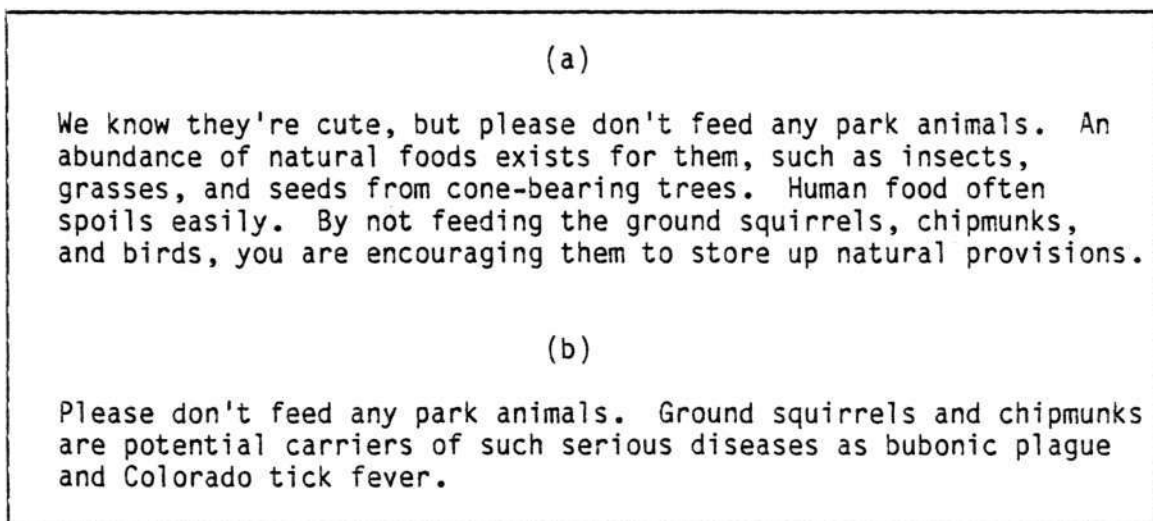 (a)
We know they're cute, but please don't feed any park animals. An
abundance of natural foods exists for them, such as insects,
grasses, and seeds from cone-bearing trees. Human food often
spoils easily. By not feeding the ground squirrels, chipmunks,
and birds, you are encouraging them to store up natural provisions.
(b)
Please don't feed any park animals. Ground squirrels and chipmunks
are potential carriers of such serious diseases as bubonic plague
and Colorado tick fever.